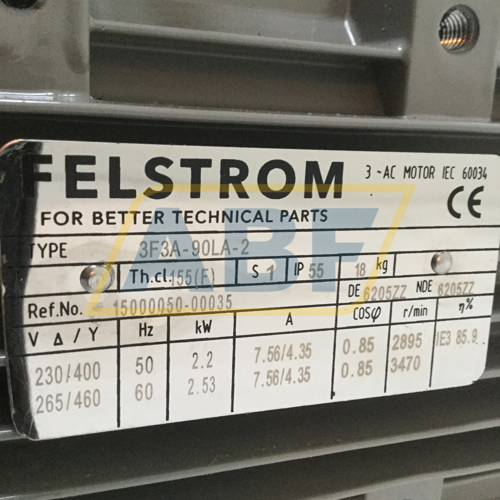 FELSTROM
3~AC MOTOR IEC 60034
FOR BETTER TECHNICAL PARTS
CE
TYPE 3F3A-90LA-2
Th.cl. 155(F) S 1 IP 55 18 kg
Ref.No. 15000050-00035 DE 6205ZZ NDE 6205ZZ
V Δ/Y Hz kW A COSφ r/min η%
230/400 50 2.2 7.56/4.35 0.85 2895 IE3 85.9
265/460 60 2.53 7.56/4.35 0.85 3470
ABF